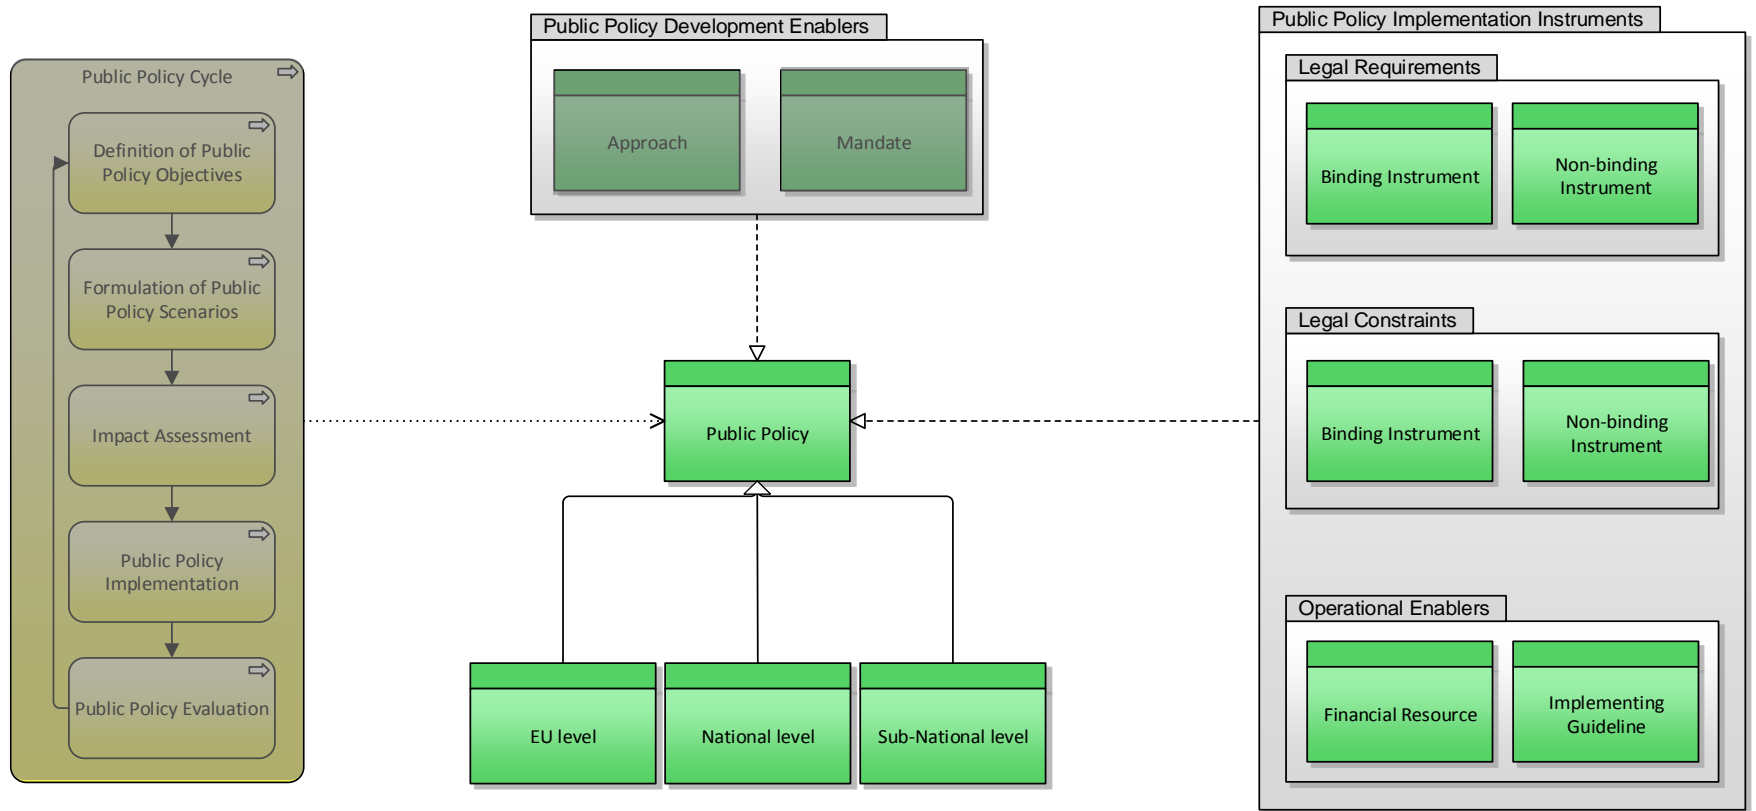 Public Policy Cycle
Definition of Public
Policy Objectives
Formulation of Public
Policy Scenarios
Impact Assessment
Public Policy
Implementation
Public Policy Evaluation
Public Policy Development Enablers
Approach
Mandate
Public Policy
EU level
National level
Sub-National level
Public Policy Implementation Instruments
Legal Requirements
Binding Instrument
Non-binding
Instrument
Legal Constraints
Binding Instrument
Non-binding
Instrument
Operational Enablers
Financial Resource
Implementing
Guideline